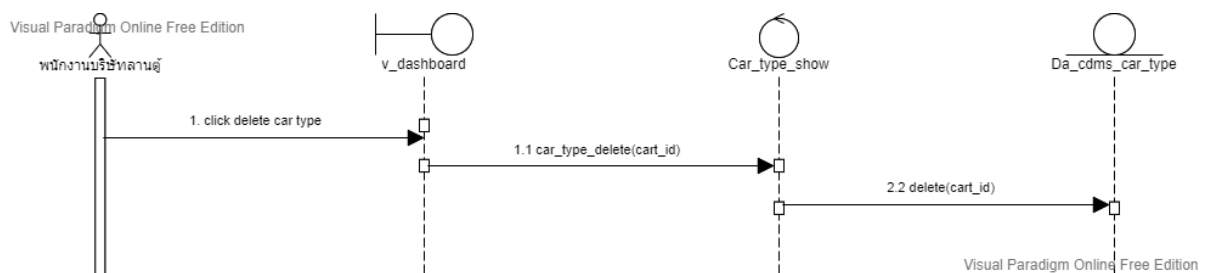 Visual Paradigm Online Free Edition
พนักงานบริษัทลานตู้
v_dashboard
Car_type_show
Da_cdms_car_type
1. click delete car type
1.1 car_type_delete(cart_id)
2.2 delete(cart_id)
Visual Paradigm Online Free Edition